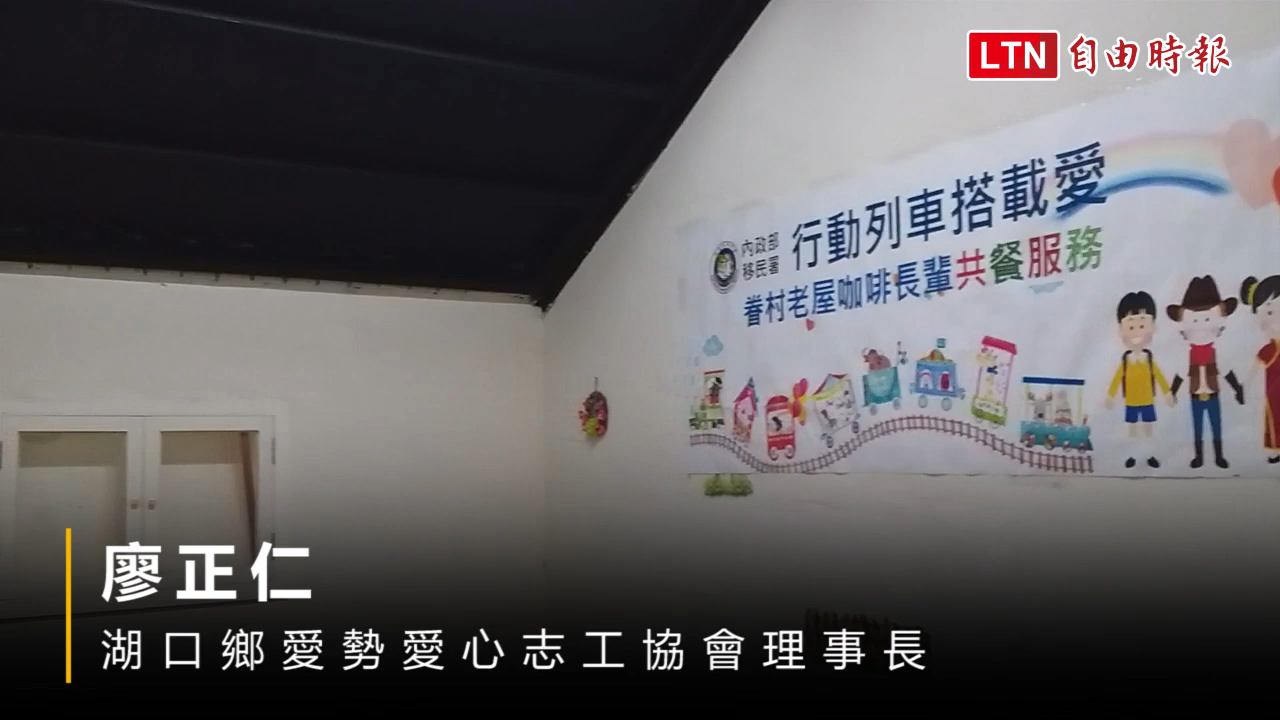 LTN 自由時報
內政部
移民署
行動列車搭載愛
眷村老屋咖啡長輩共餐服務
廖正仁
湖口鄉愛勢愛心志工協會理事長